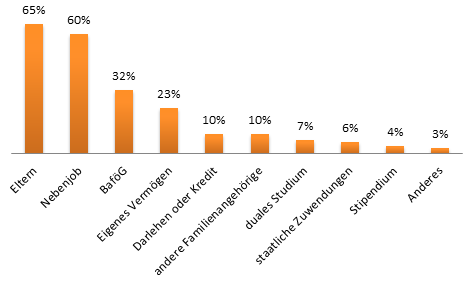 65%
60%
32%
23%
10%
10%
7%
6%
4%
3%
Eltern
Nebenjob
BaföG
Eigenes Vermögen
Darlehen oder Kredit
andere Familienangehörige
duales Studium
staatliche Zuwendungen
Stipendium
Anderes